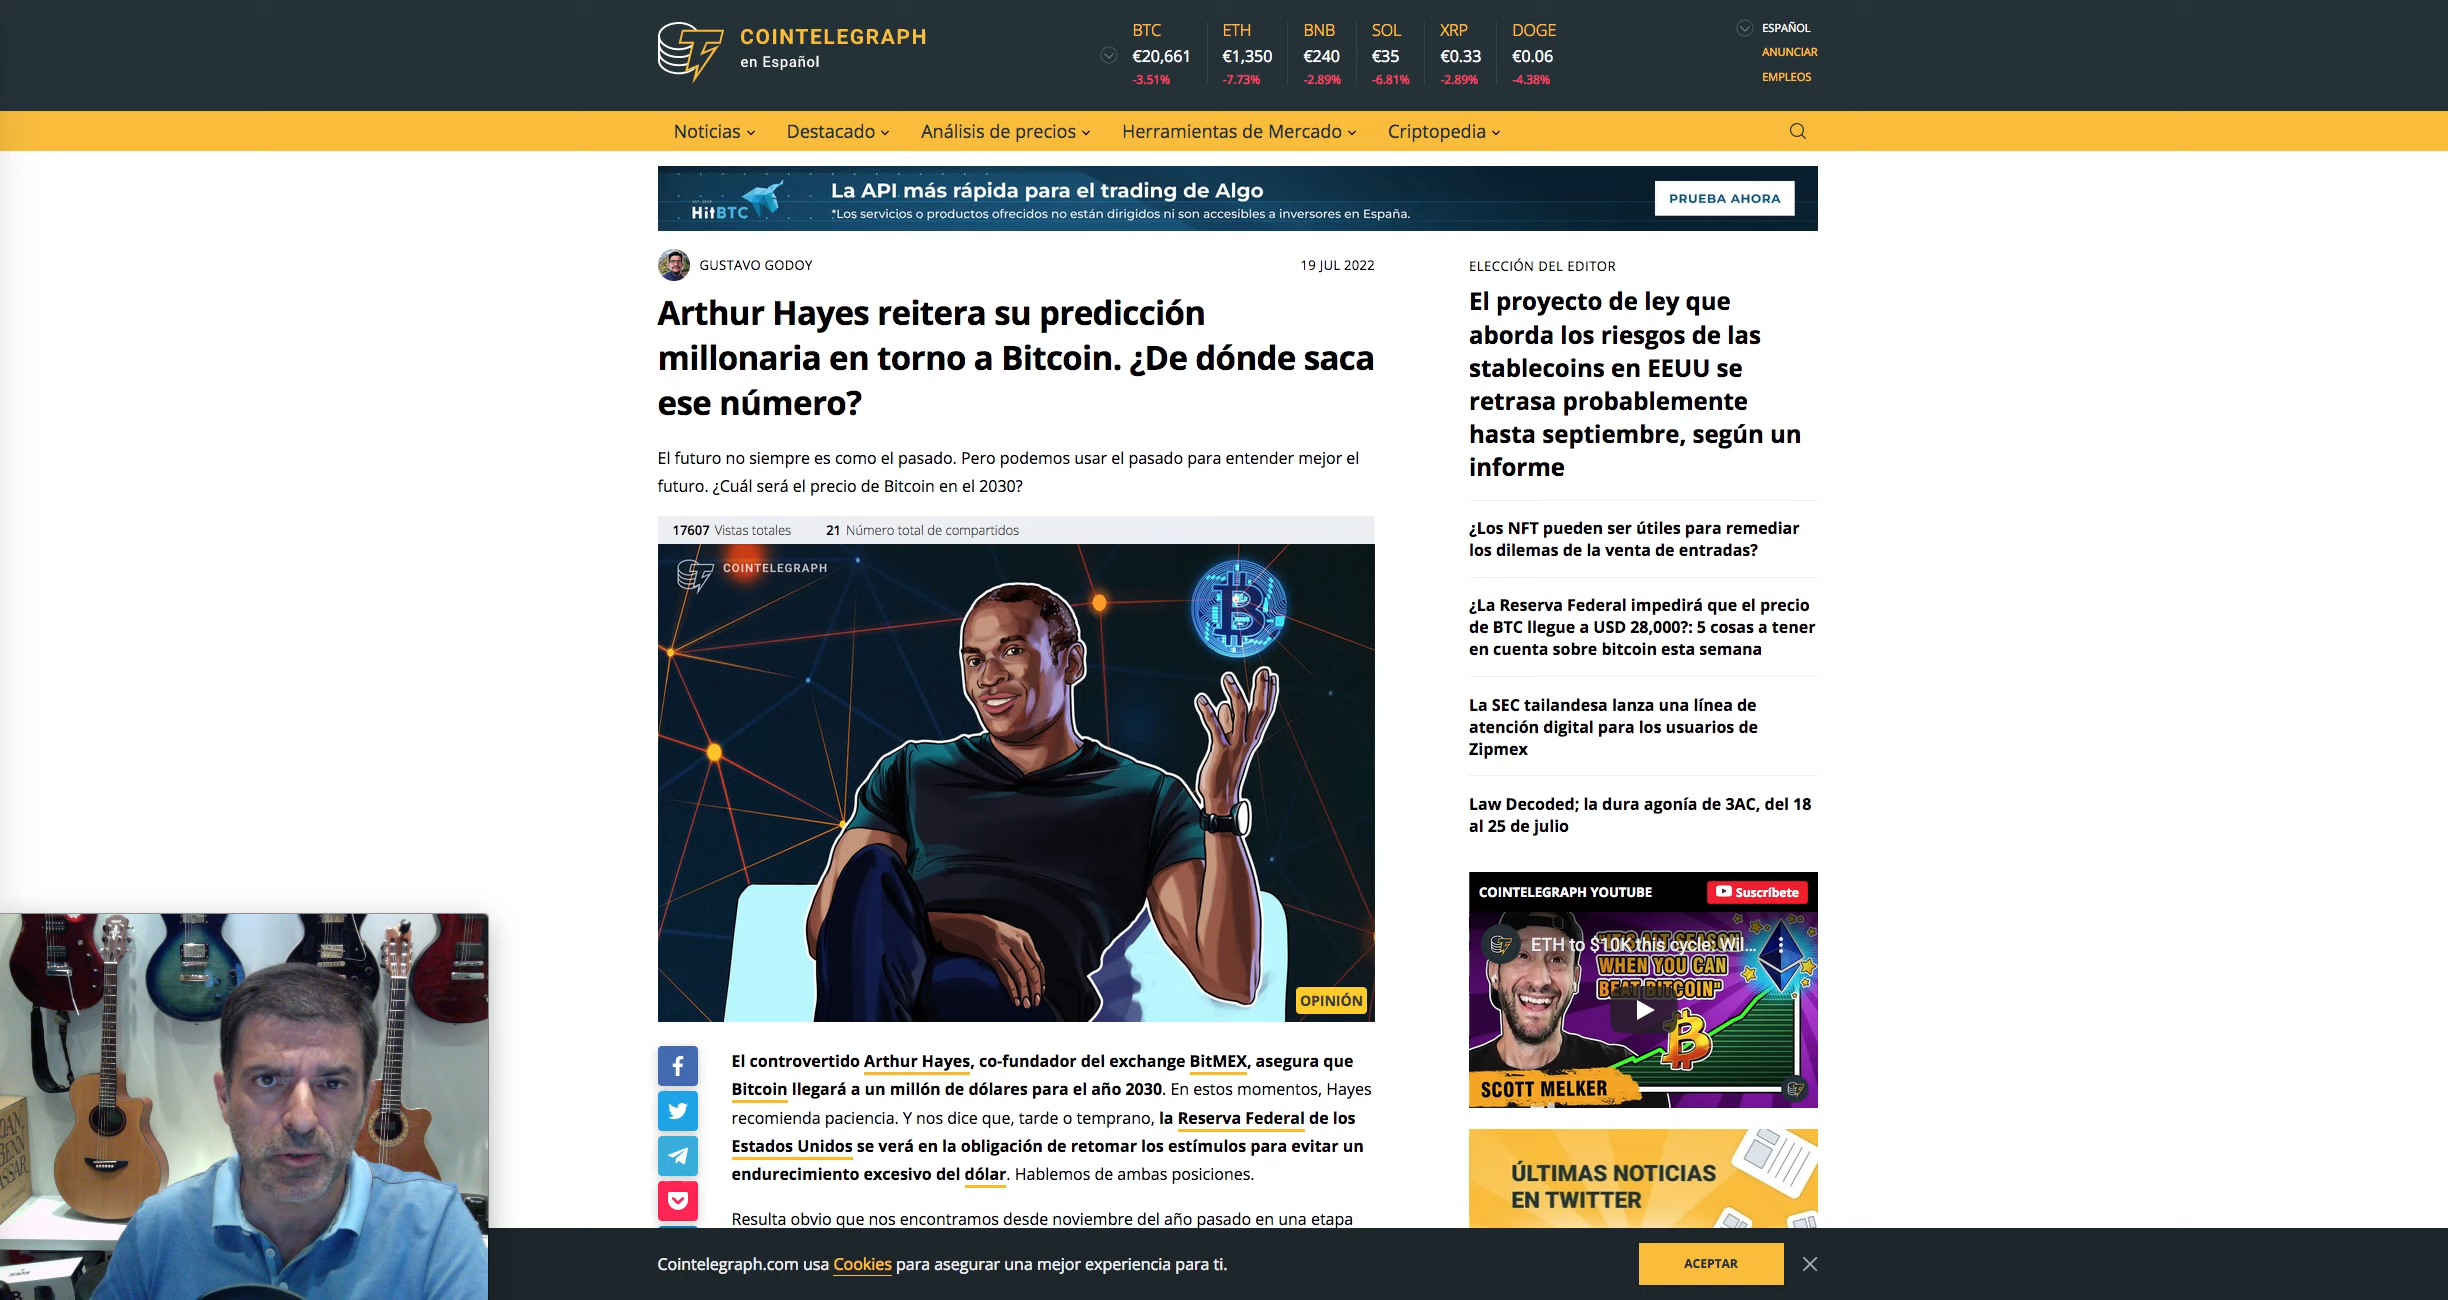 COINTELEGRAPH
en Español
BTC
€20,661
-3.51%
ETH
€1,350
-7.73%
BNB
€240
-2.89%
SOL
€35
-6.81%
XRP
€0.33
-2.89%
DOGE
€0.06
-4.38%
ESPAÑOL
ANUNCIAR
EMPLEOS
Noticias
Destacado
Análisis de precios
Herramientas de Mercado
Criptopedia
HitBTC
La API más rápida para el trading de Algo
*Los servicios o productos ofrecidos no están dirigidos ni son accesibles a inversores en España.
PRUEBA AHORA
GUSTAVO GODOY
19 JUL 2022
Arthur Hayes reitera su predicción
millonaria en torno a Bitcoin. ¿De dónde saca
ese número?
El futuro no siempre es como el pasado. Pero podemos usar el pasado para entender mejor el
futuro. ¿Cuál será el precio de Bitcoin en el 2030?
17607 Vistas totales
21 Número total de compartidos
COINTELEGRAPH
OPINIÓN
El controvertido Arthur Hayes, co-fundador del exchange BitMEX, asegura que
Bitcoin llegará a un millón de dólares para el año 2030. En estos momentos, Hayes
recomienda paciencia. Y nos dice que, tarde o temprano, la Reserva Federal de los
Estados Unidos se verá en la obligación de retomar los estímulos para evitar un
endurecimiento excesivo del dólar. Hablemos de ambas posiciones.
Resulta obvio que nos encontramos desde noviembre del año pasado en una etapa
ELECCIÓN DEL EDITOR
El proyecto de ley que
aborda los riesgos de las
stablecoins en EEUU se
retrasa probablemente
hasta septiembre, según un
informe
¿Los NFT pueden ser útiles para remediar
los dilemas de la venta de entradas?
¿La Reserva Federal impedirá que el precio
de BTC llegue a USD 28,000?: 5 cosas a tener
en cuenta sobre bitcoin esta semana
La SEC tailandesa lanza una línea de
atención digital para los usuarios de
Zipmex
Law Decoded; la dura agonía de 3AC, del 18
al 25 de julio
COINTELEGRAPH YOUTUBE
Suscríbete
ETH to $10K this cycle: Wil...
"IT'S ALT SEASON
WHEN YOU CAN
BEAT BITCOIN"
SCOTT MELKER
ÚLTIMAS NOTICIAS
EN TWITTER
Cointelegraph.com usa Cookies para asegurar una mejor experiencia para ti.
ACEPTAR